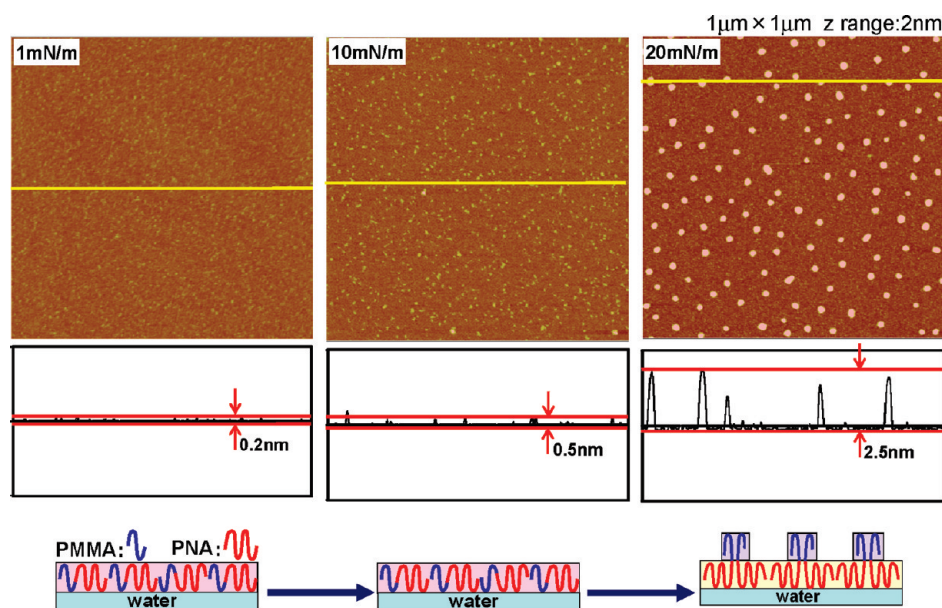 1μm × 1μm z range:2nm
1mN/m
10mN/m
20mN/m
0.2nm
0.5nm
2.5nm
PMMA: PNA:
water
water
water